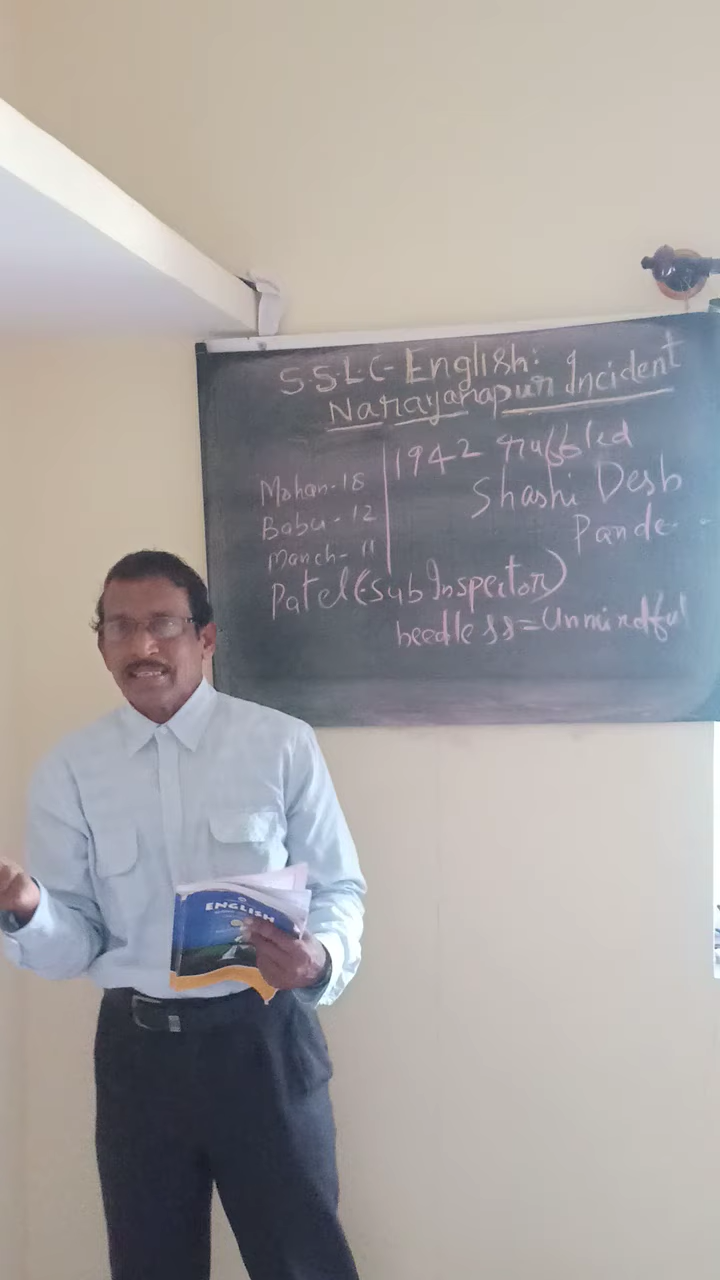 S.S.L.C- English:
Narayanapur Incident
Mohan-18
Babu-12
Manch-11
1942 ruffled
Shashi Desh
Pande
Patel(-Sub Inspector)
heedless=Unmindful
ENGLISH